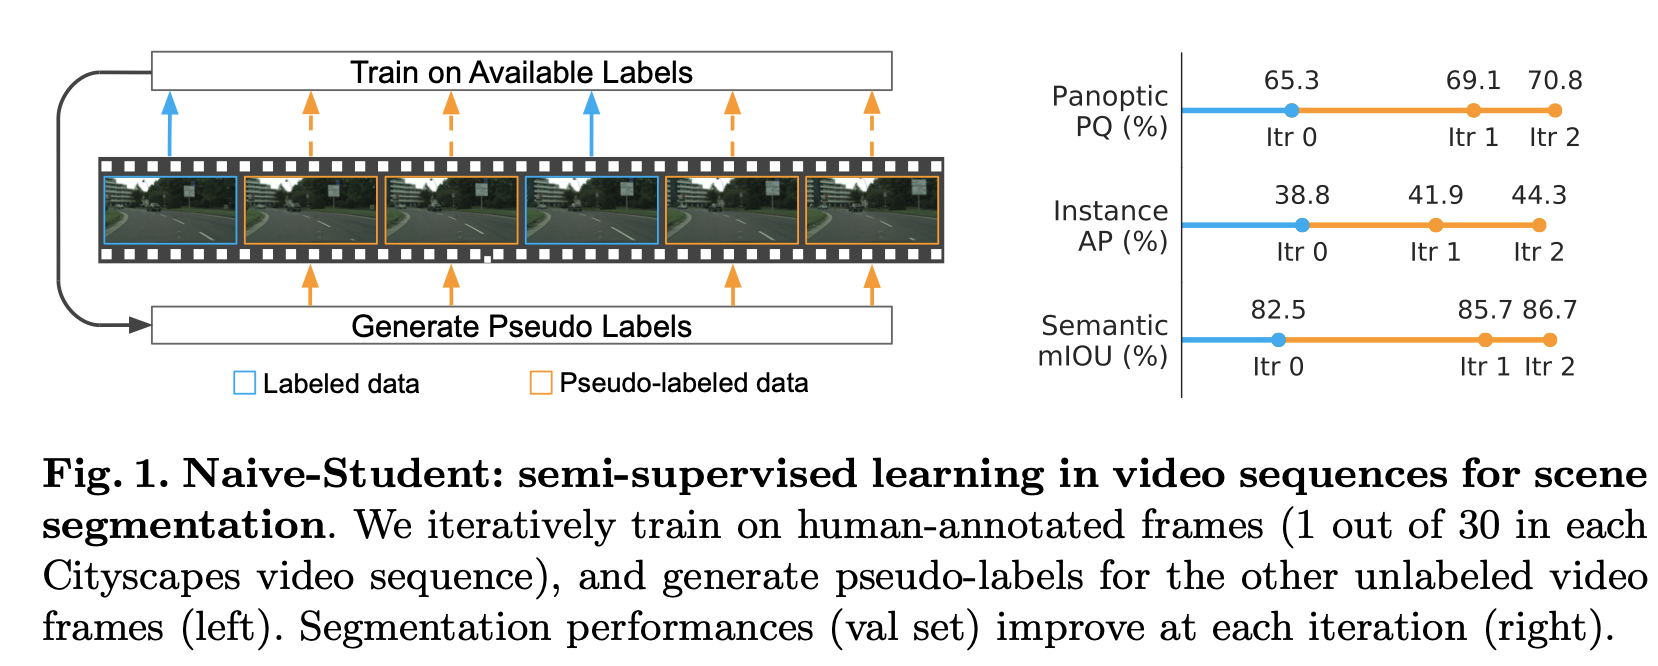 Train on Available Labels
Generate Pseudo Labels
Labeled data
Pseudo-labeled data
Panoptic
PQ (%)
65.3
69.1
70.8
Itr 0
Itr 1
Itr 2
Instance
AP (%)
38.8
41.9
44.3
Itr 0
Itr 1
Itr 2
Semantic
mIOU (%)
82.5
85.7
86.7
Itr 0
Itr 1
Itr 2
Fig. 1. Naive-Student: semi-supervised learning in video sequences for scene
segmentation. We iteratively train on human-annotated frames (1 out of 30 in each
Cityscapes video sequence), and generate pseudo-labels for the other unlabeled video
frames (left). Segmentation performances (val set) improve at each iteration (right).